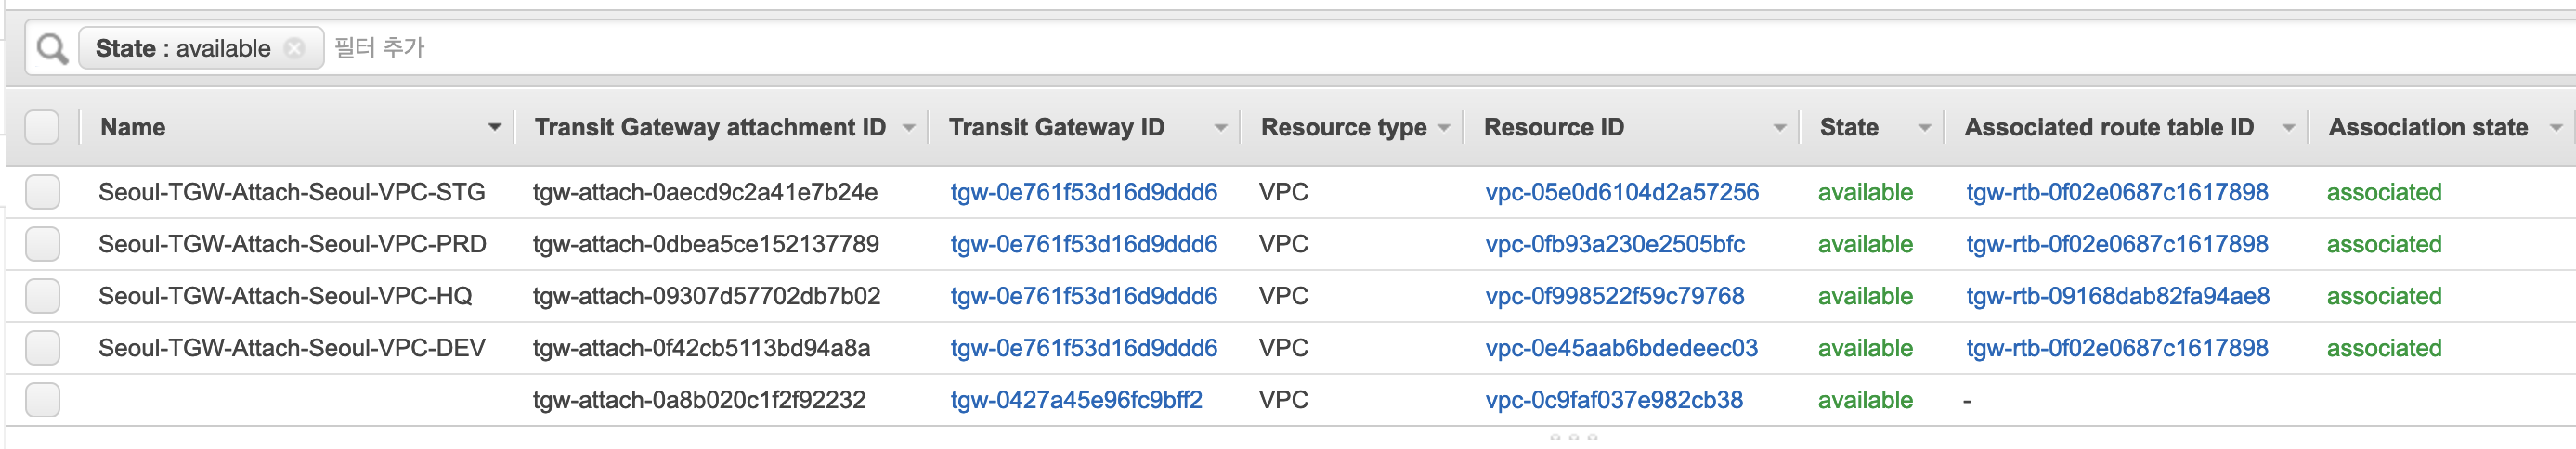 State : available 필터 추가
Name Transit Gateway attachment ID Transit Gateway ID Resource type Resource ID State Associated route table ID Association state
Seoul-TGW-Attach-Seoul-VPC-STG tgw-attach-0aecd9c2a41e7b24e tgw-0e761f53d16d9ddd6 VPC vpc-05e0d6104d2a57256 available tgw-rtb-0f02e0687c1617898 associated
Seoul-TGW-Attach-Seoul-VPC-PRD tgw-attach-0dbea5ce152137789 tgw-0e761f53d16d9ddd6 VPC vpc-0fb93a230e2505bfc available tgw-rtb-0f02e0687c1617898 associated
Seoul-TGW-Attach-Seoul-VPC-HQ tgw-attach-09307d57702db7b02 tgw-0e761f53d16d9ddd6 VPC vpc-0f998522f59c79768 available tgw-rtb-09168dab82fa94ae8 associated
Seoul-TGW-Attach-Seoul-VPC-DEV tgw-attach-0f42cb5113bd94a8a tgw-0e761f53d16d9ddd6 VPC vpc-0e45aab6bdedeec03 available tgw-rtb-0f02e0687c1617898 associated
tgw-attach-0a8b020c1f2f92232 tgw-0427a45e96fc9bff2 VPC vpc-0c9faf037e982cb38 available -